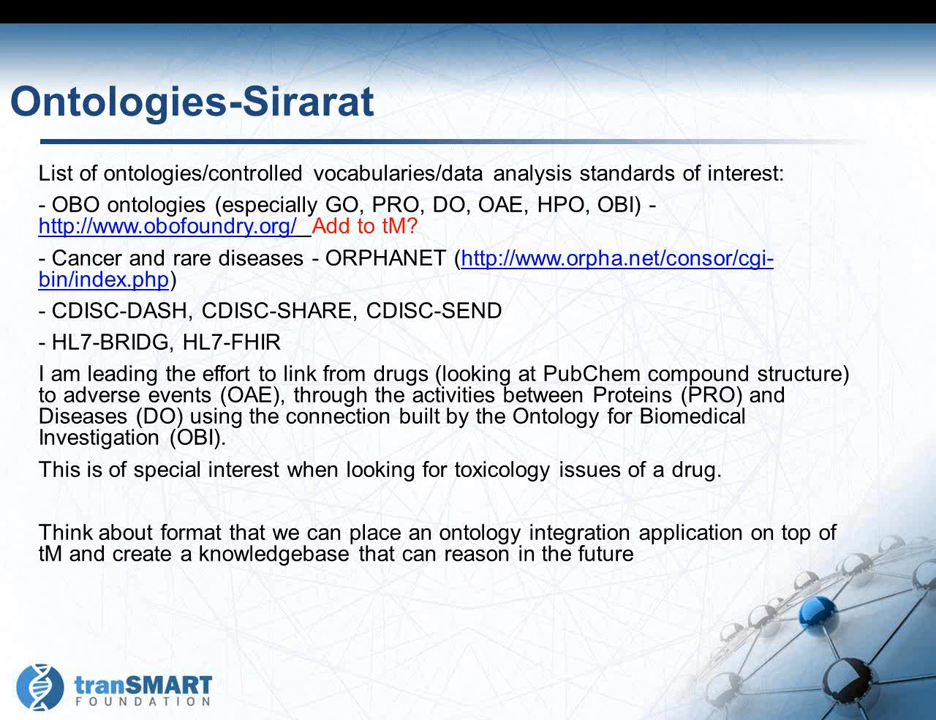 Ontologies-Sirarat
List of ontologies/controlled vocabularies/data analysis standards of interest:
- OBO ontologies (especially GO, PRO, DO, OAE, HPO, OBI) -
http://www.obofoundry.org/ Add to tM?
- Cancer and rare diseases - ORPHANET (http://www.orpha.net/consor/cgi-
bin/index.php)
- CDISC-DASH, CDISC-SHARE, CDISC-SEND
- HL7-BRIDG, HL7-FHIR
I am leading the effort to link from drugs (looking at PubChem compound structure)
to adverse events (OAE), through the activities between Proteins (PRO) and
Diseases (DO) using the connection built by the Ontology for Biomedical
Investigation (OBI).
This is of special interest when looking for toxicology issues of a drug.
Think about format that we can place an ontology integration application on top of
tM and create a knowledgebase that can reason in the future
tranSMART
FOUNDATION